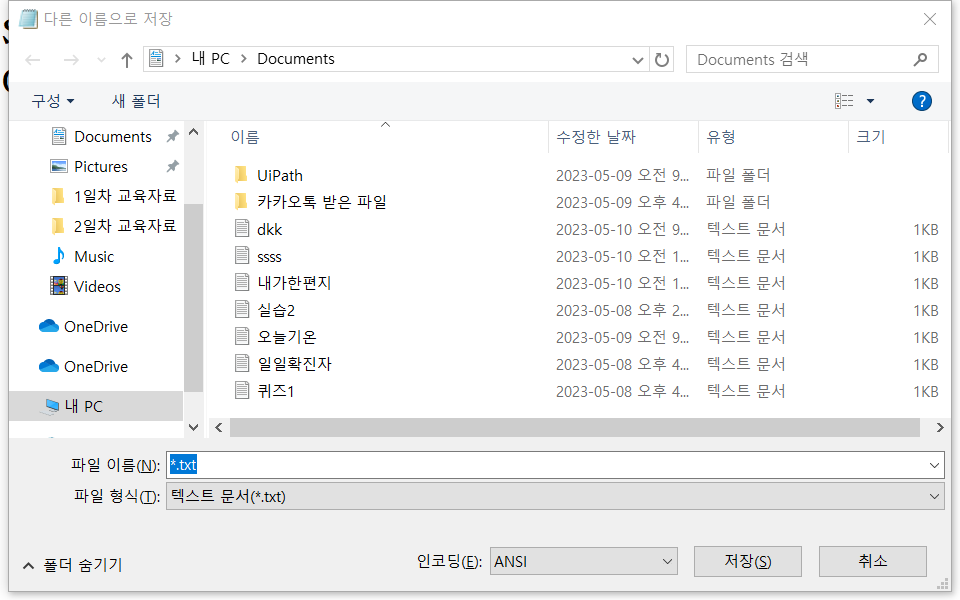 다른 이름으로 저장
내 PC > Documents
Documents 검색
구성
새 폴더
Documents
Pictures
1일차 교육자료
2일차 교육자료
Music
Videos
OneDrive
OneDrive
내 PC
이름 수정한 날짜 유형 크기
UiPath 2023-05-09 오전 9... 파일 폴더
카카오톡 받은 파일 2023-05-09 오후 4... 파일 폴더
dkk 2023-05-10 오전 9... 텍스트 문서 1KB
ssss 2023-05-10 오전 1... 텍스트 문서 1KB
내가한편지 2023-05-10 오전 1... 텍스트 문서 1KB
실습2 2023-05-08 오후 2... 텍스트 문서 1KB
오늘기온 2023-05-09 오전 9... 텍스트 문서 1KB
일일확진자 2023-05-08 오후 4... 텍스트 문서 1KB
퀴즈1 2023-05-08 오후 4... 텍스트 문서 1KB
파일 이름(N): *.txt
파일 형식(T): 텍스트 문서(*.txt)
폴더 숨기기
인코딩(E): ANSI
저장(S)
취소